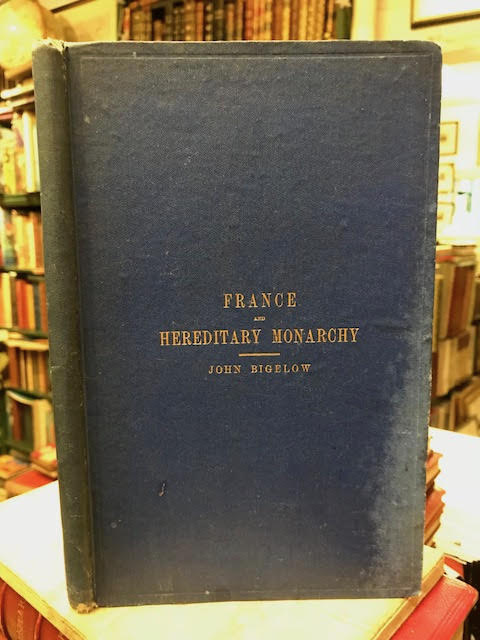 FRANCE
AND
HEREDITARY MONARCHY
JOHN BIGELOW